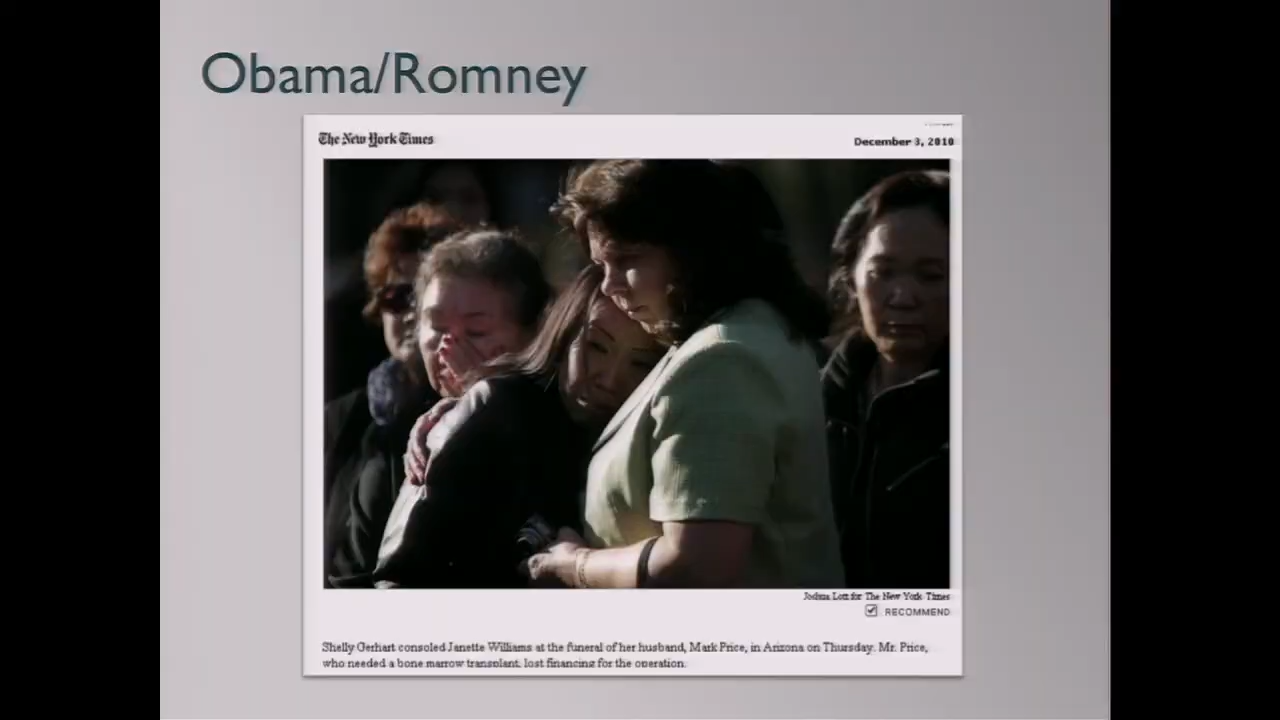 Obama/Romney
The New York Times
December 3, 2010
Joshua Lott for The New York Times
RECOMMEND
Shelly Gerhart consoled Janette Williams at the funeral of her husband, Mark Price, in Arizona on Thursday. Mr. Price,
who needed a bone marrow transplant, lost financing for the operation.